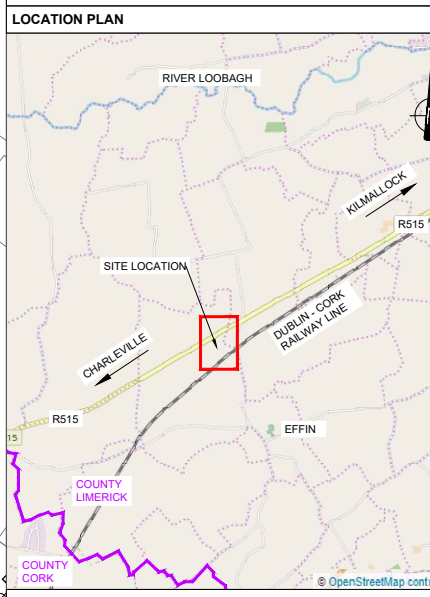 LOCATION PLAN
RIVER LOOBAGH
KILMALLOCK
R515
SITE LOCATION
DUBLIN - CORK
RAILWAY LINE
CHARLEVILLE
R515
EFFIN
15
COUNTY
LIMERICK
COUNTY
CORK
© OpenStreetMap contr